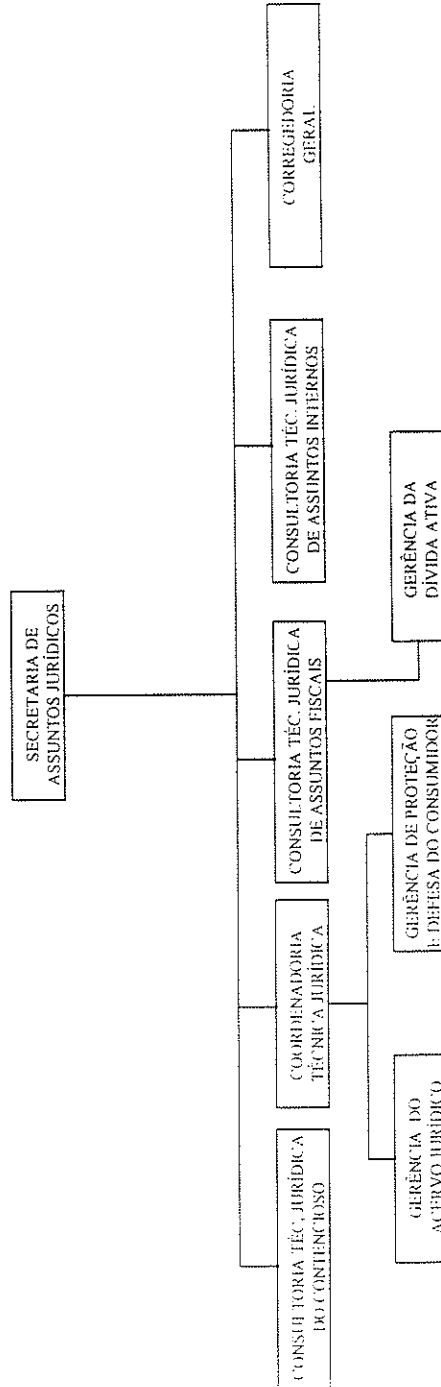 SECRETARIA DE
ASSUNTOS JURÍDICOS
CONSULTORIA TÉC. JURÍDICA
DO CONTENCIOSO
COORDENADORIA
TÉCNICA JURÍDICA
CONSULTORIA TÉC. JURÍDICA
DE ASSUNTOS FISCAIS
CONSULTORIA TÉC. JURÍDICA
DE ASSUNTOS INTERNOS
CORREGEDORIA
GERAL
GERÊNCIA DO
ACERVO JURÍDICO
GERÊNCIA DE PROTEÇÃO
E DEFESA DO CONSUMIDOR
GERÊNCIA DA
DÍVIDA ATIVA